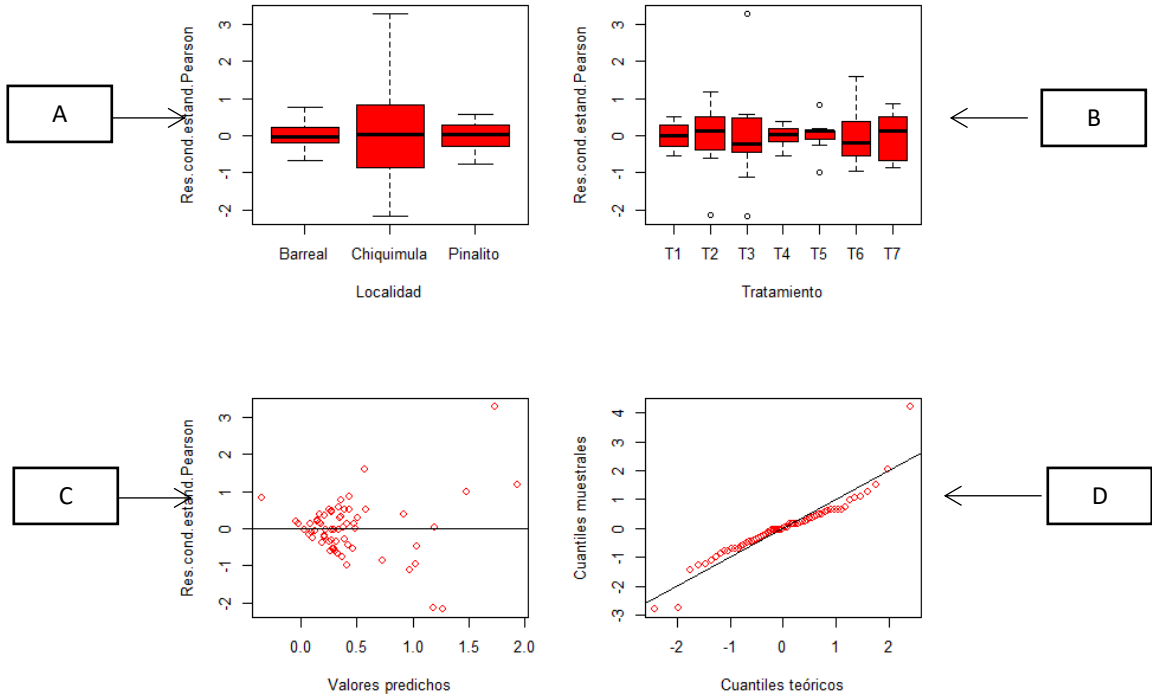 A
Res.cond.estand.Pearson
3
2
1
0
-1
-2
Barreal Chiquimula Pinalito
Localidad
B
Res.cond.estand.Pearson
3
2
1
0
-1
-2
T1 T2 T3 T4 T5 T6 T7
Tratamiento
C
Res.cond.estand.Pearson
3
2
1
0
-1
-2
0.0 0.5 1.0 1.5 2.0
Valores predichos
D
Cuantiles muestrales
4
3
2
1
0
-1
-2
-3
-2 -1 0 1 2
Cuantiles teóricos